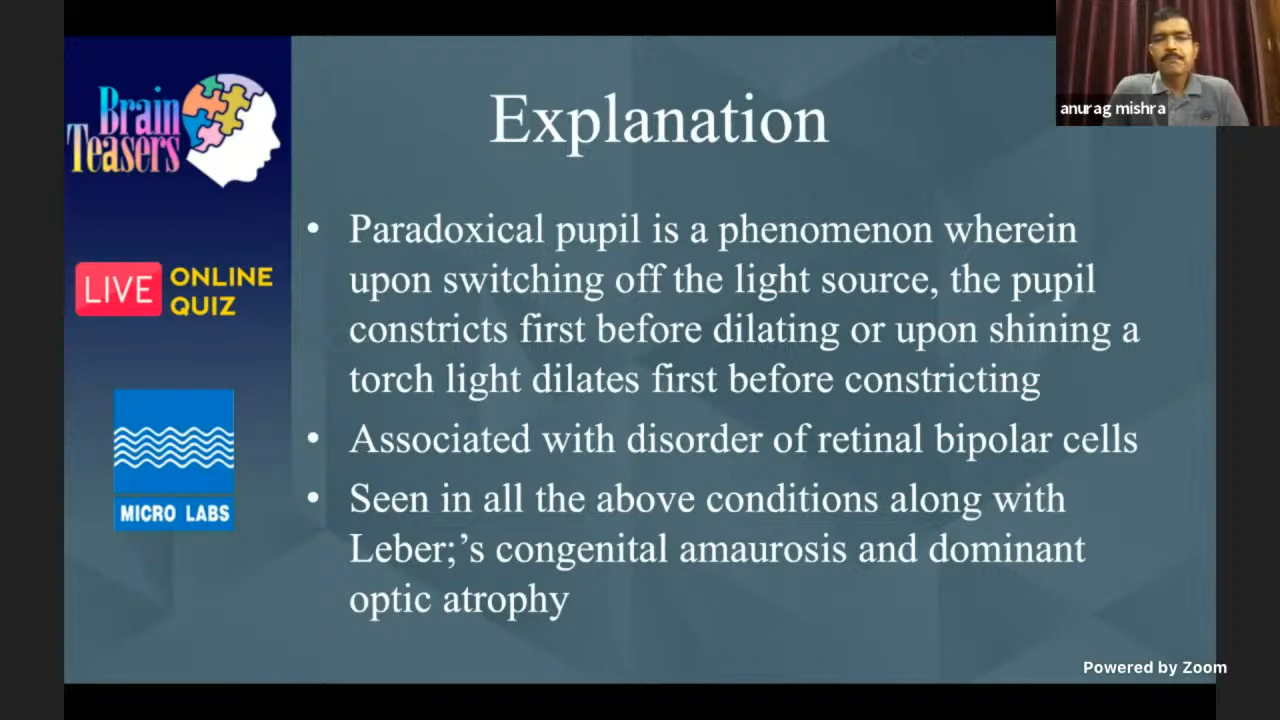 Brain
Teasers
LIVE ONLINE
QUIZ
MICRO LABS
Explanation
• Paradoxical pupil is a phenomenon wherein
upon switching off the light source, the pupil
constricts first before dilating or upon shining a
torch light dilates first before constricting
• Associated with disorder of retinal bipolar cells
• Seen in all the above conditions along with
Leber;’s congenital amaurosis and dominant
optic atrophy
anurag mishra
Powered by Zoom